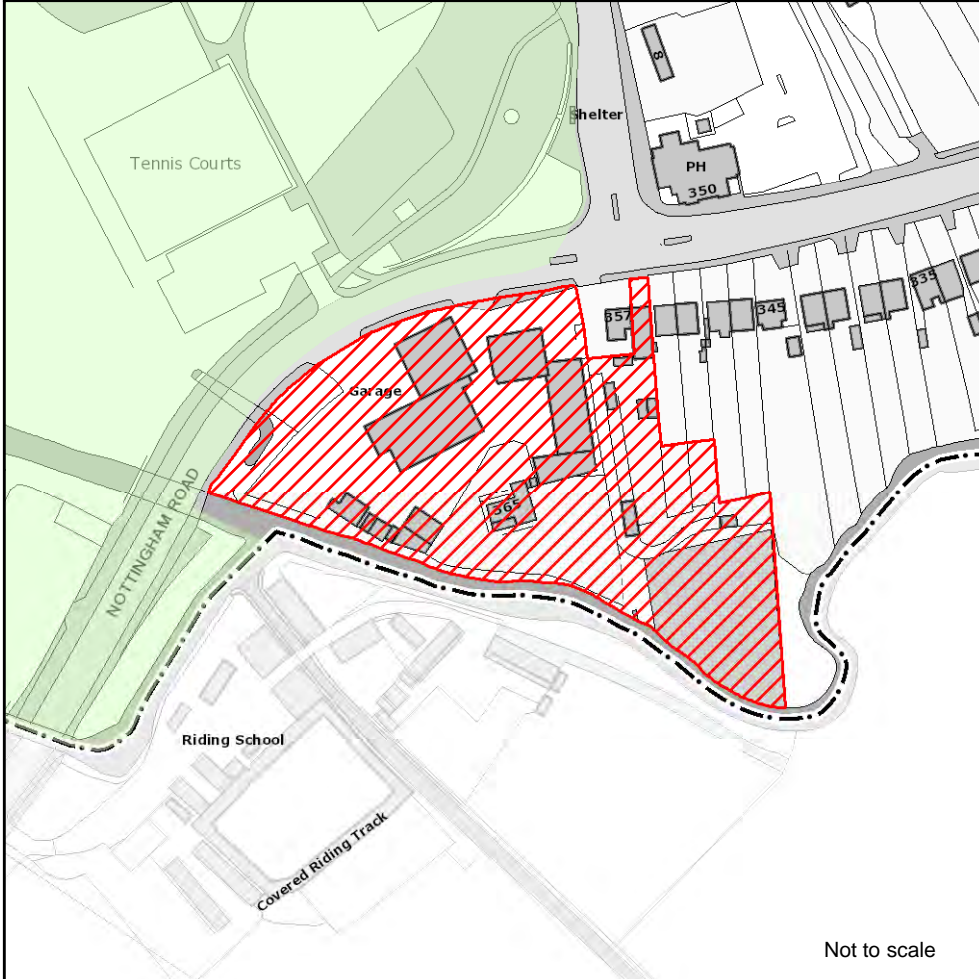 8
Shelter
Tennis Courts
PH
350
335
345
357
Garage
365
NOTTINGHAM ROAD
Riding School
Covered Riding Track
Not to scale